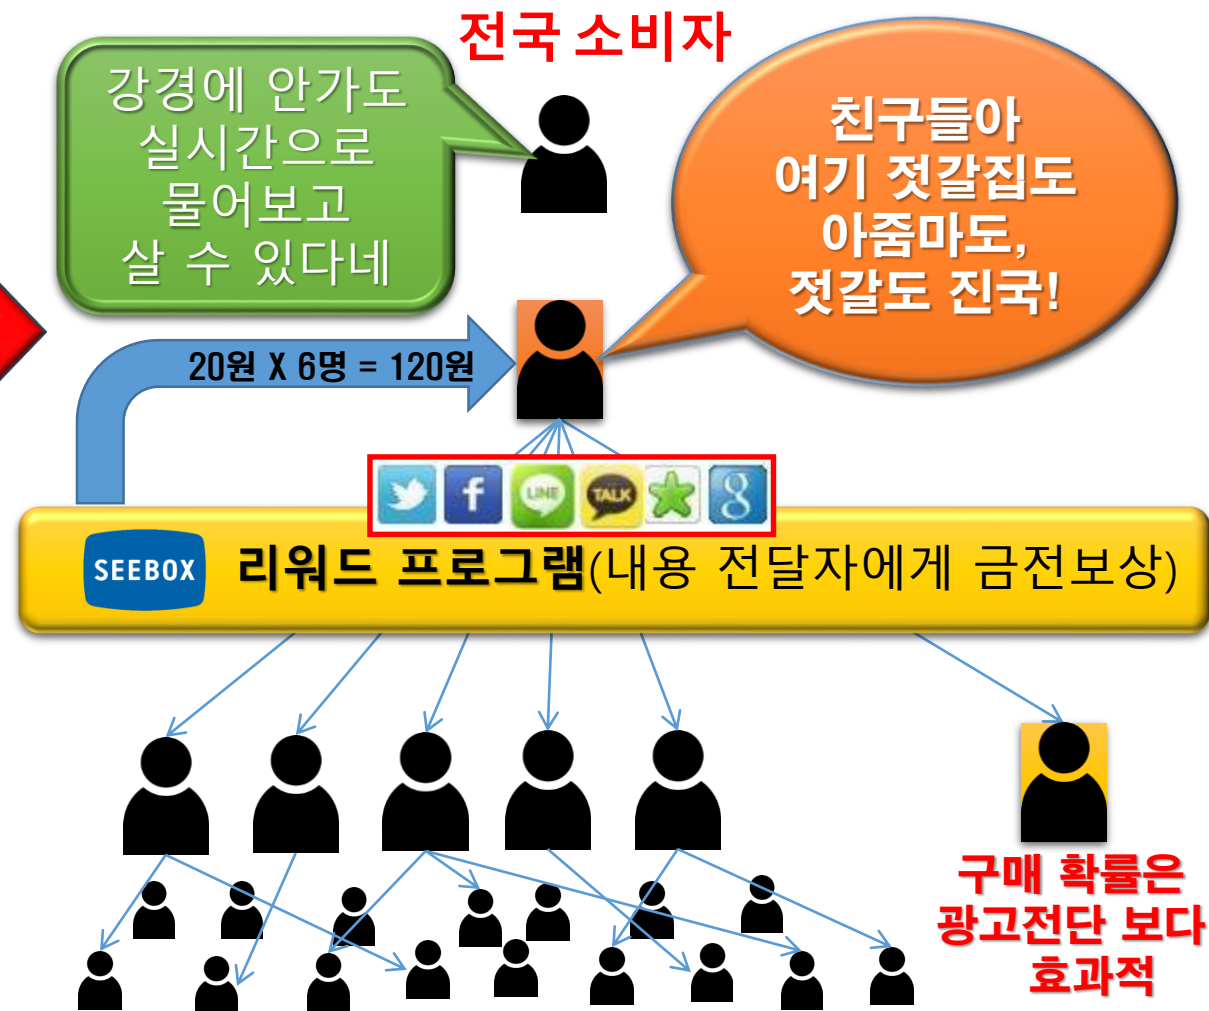 전국 소비자
강경에 안가도
실시간으로
물어보고
살 수 있다네
친구들아
여기 젓갈집도
아줌마도,
젓갈도 진국!
20원 X 6명 = 120원
f
LINE
TALK
8
SEEBOX
리워드 프로그램(내용 전달자에게 금전보상)
구매 확률은
광고전단 보다
효과적